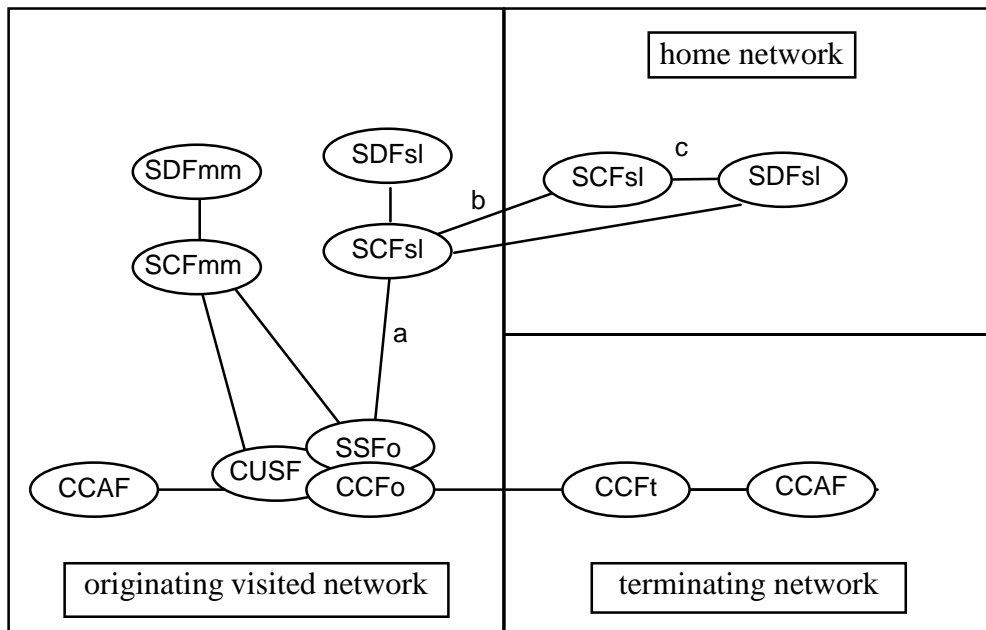 home network
SDFmm
SDFsl
SCFsl
c
SDFsl
b
SCFmm
SCFsl
a
SSFo
CUSF
CCAF
CCFo
CCFt
CCAF
originating visited network
terminating network